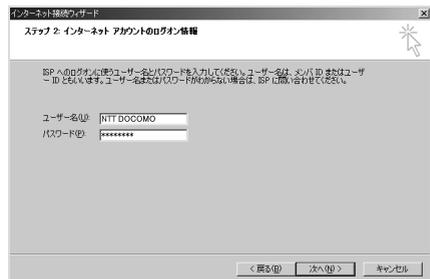 インターネット接続ウィザード
ステップ 2: インターネット アカウントのログオン情報
ISP へのログオンに使うユーザー名とパスワードを入力してください。ユーザー名は、メンバ ID またはユーザ
ー ID ともいいます。ユーザー名またはパスワードがわからない場合は、ISP に問い合わせてください。
ユーザー名(U): NTT DOCOMO
パスワード(P): ********
< 戻る(B) 次へ(N) > キャンセル